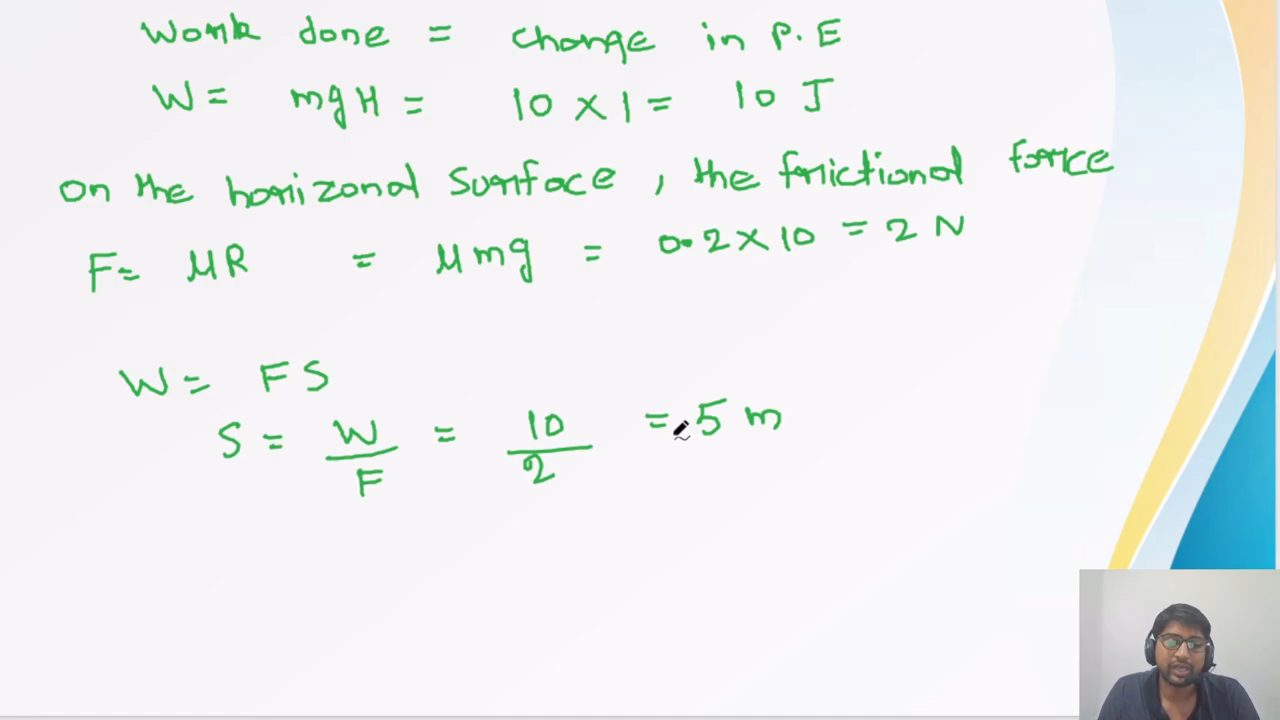 Work done = change in P.E
W = mgH = 10 × 1 = 10 J
on the horizonal surface, the frictional force
F = μR = μmg = 0.2 × 10 = 2 N
W = FS
S = W/F = 10/2 = 5 m